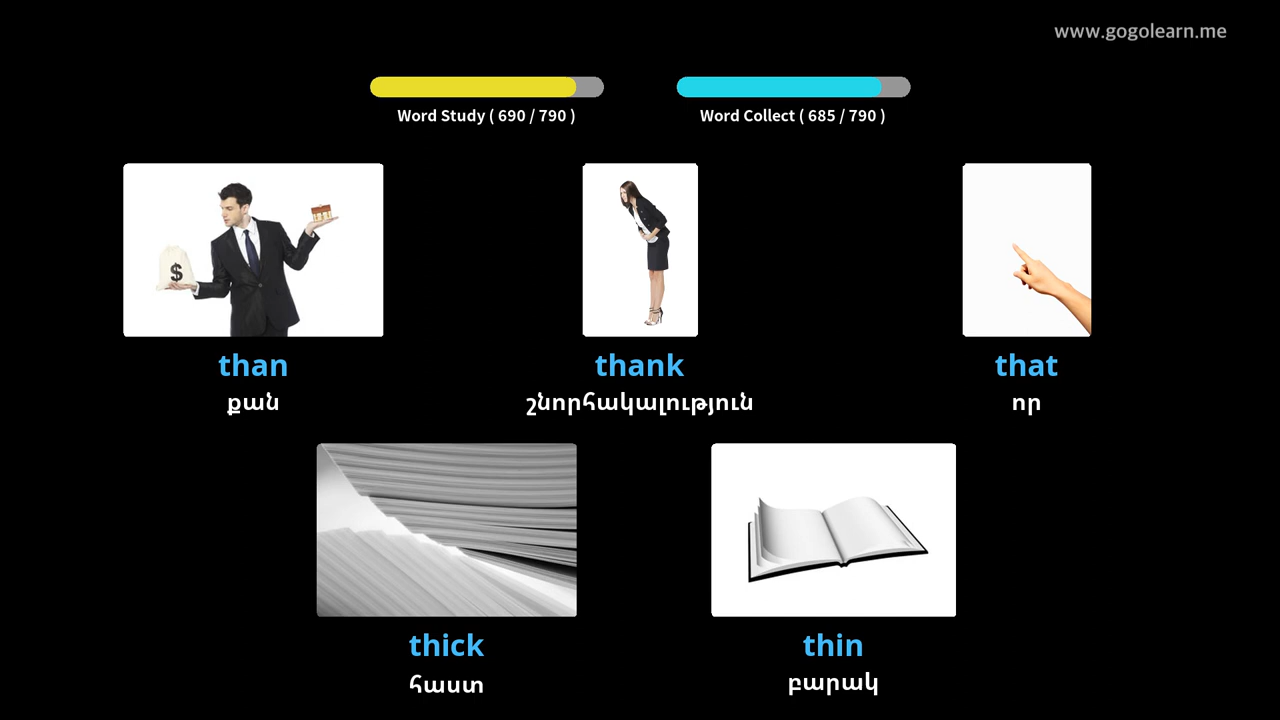 www.gogolearn.me
Word Study ( 690 / 790 )
Word Collect ( 685 / 790 )
$
than
քան
thank
շնորհակալություն
that
որ
thick
հաստ
thin
բարակ